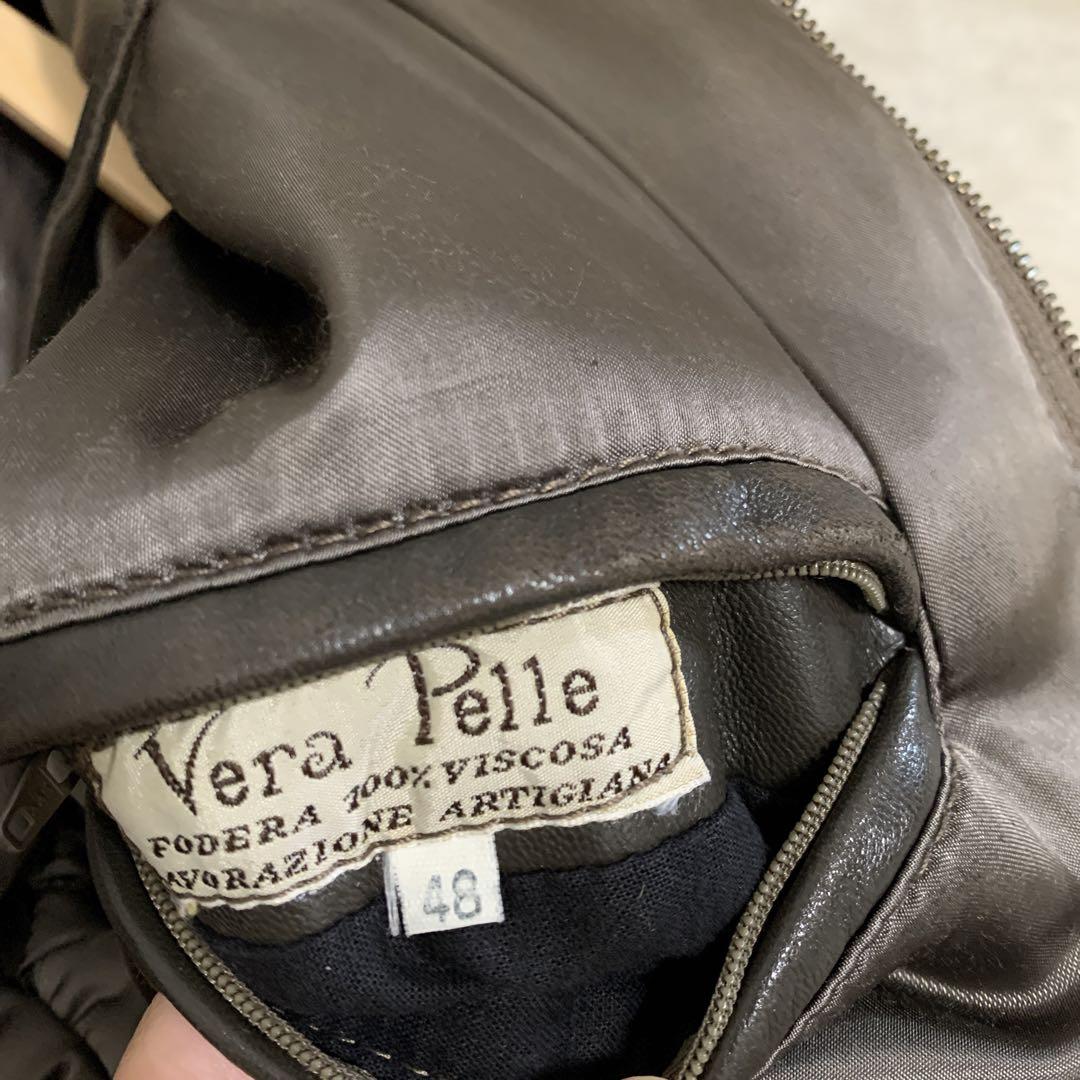 Vera Pelle
FODERA 100% VISCOSA
LAVORAZIONE ARTIGIANA
48